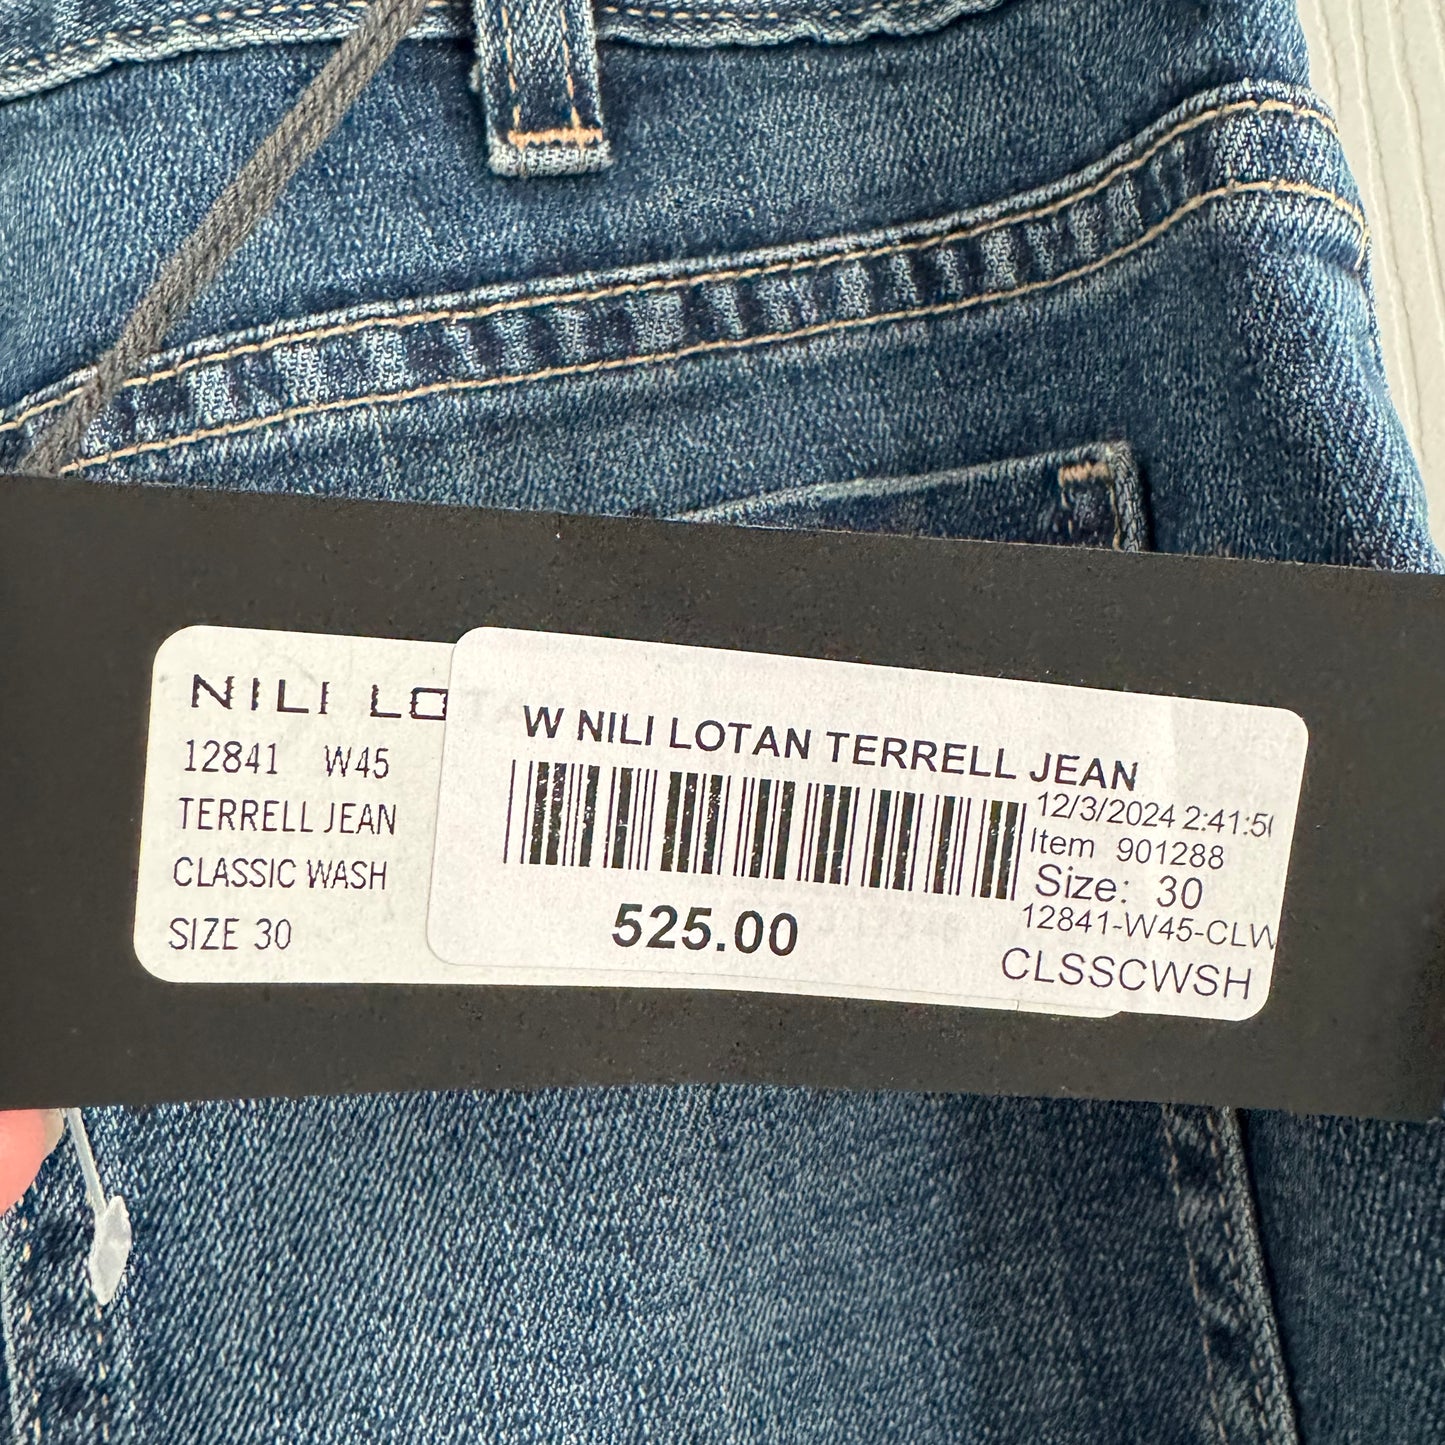 NILI LO
12841 W45
TERRELL JEAN
CLASSIC WASH
SIZE 30
W NILI LOTAN TERRELL JEAN
12/3/2024 2:41:5
Item 901288
Size: 30
12841-W45-CLW
CLSSCWSH
525.00